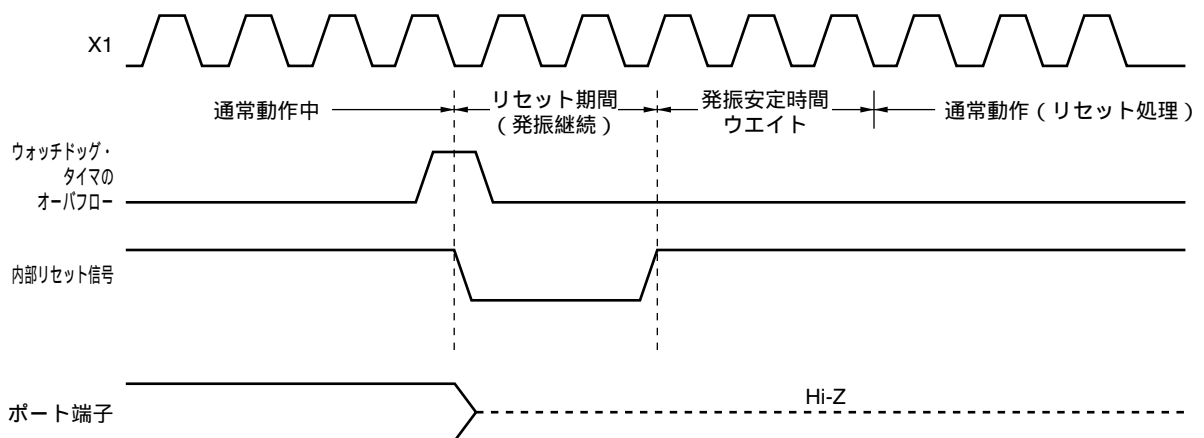 X1
通常動作中
リセット期間
（発振継続）
発振安定時間
ウエイト
通常動作（リセット処理）
ウォッチドッグ・
タイマの
オーバフロー
内部リセット信号
ポート端子
Hi-Z